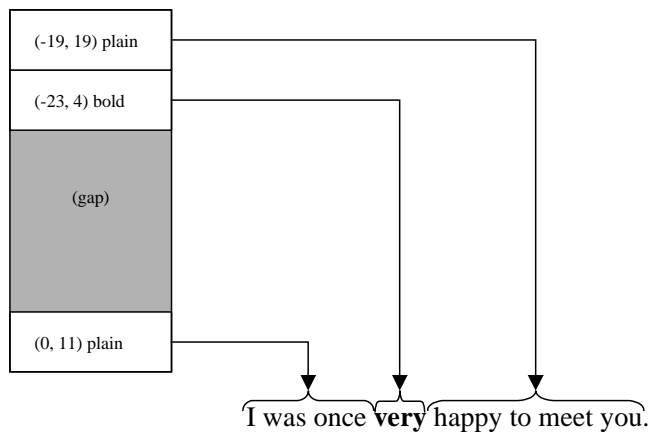 (-19, 19) plain
(-23, 4) bold
(gap)
(0, 11) plain
I was once very happy to meet you.